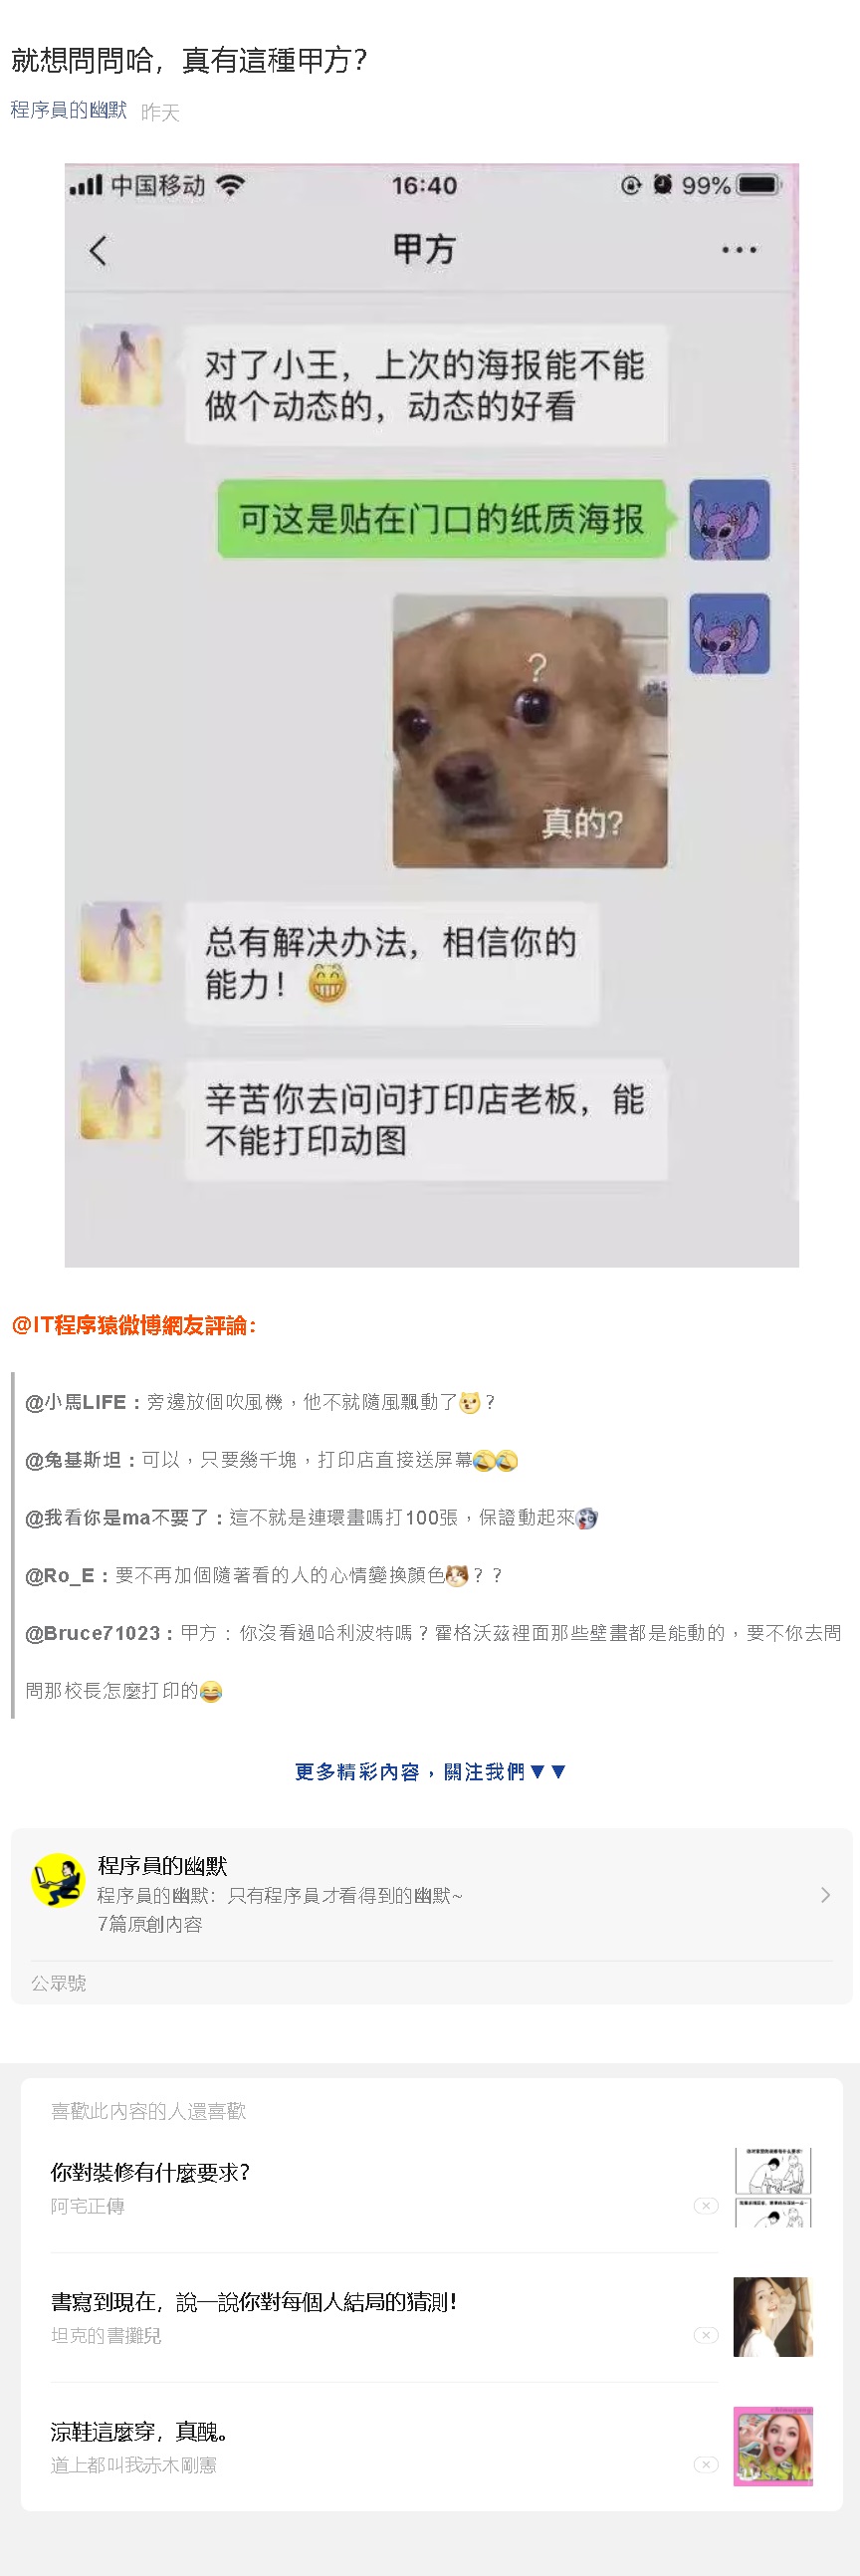 就想問問哈，真有這種甲方？
程序員的幽默 昨天
中国移动 16:40 99%
甲方
对了小王，上次的海报能不能
做个动态的，动态的好看
可这是贴在门口的纸质海报
?
真的?
总有解决办法，相信你的
能力！
辛苦你去问问打印店老板，能
不能打印动图
@IT程序猿微博網友評論：
@小馬LIFE：旁邊放個吹風機，他不就隨風飄動了？
@兔基斯坦：可以，只要幾千塊，打印店直接送屏幕
@我看你是ma不要了：這不就是連環畫嗎打100張，保證動起來
@Ro_E：要不再加個隨著看的人的心情變換顏色？？
@Bruce71023：甲方：你沒看過哈利波特嗎？霍格沃茲裡面那些壁畫都是能動的，要不你去問
問那校長怎麼打印的
更多精彩內容，關注我們▼▼
程序員的幽默
程序員的幽默：只有程序員才看得到的幽默~
7篇原創內容
公眾號
喜歡此內容的人還喜歡
你對裝修有什麼要求？
阿宅正傳
書寫到現在，說一說你對每個人結局的猜測！
坦克的書攤兒
涼鞋這麼穿，真醜。
道上都叫我赤木剛憲